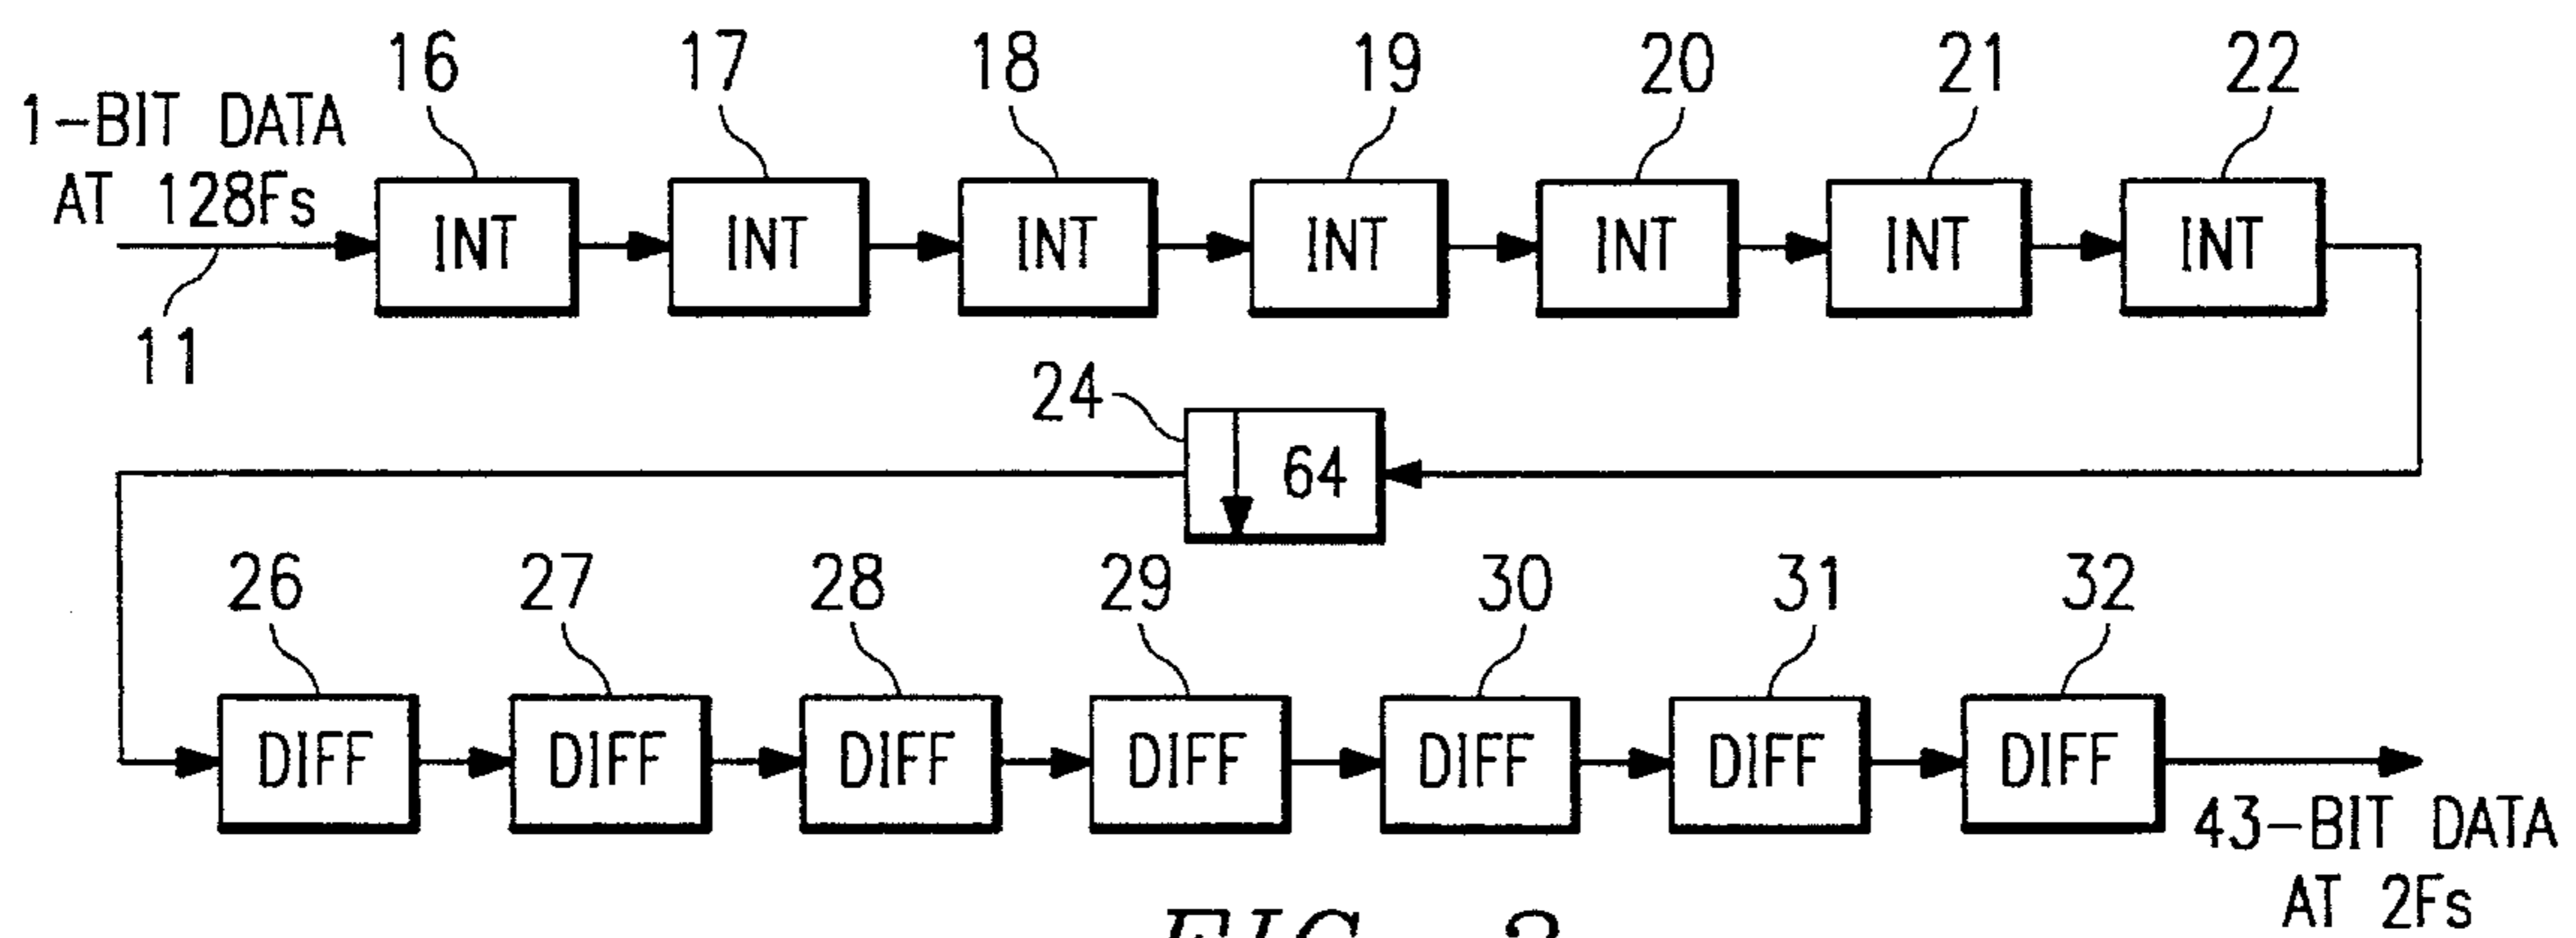 16 17 18 19 20 21 22
1-BIT DATA
AT 128Fs
INT INT INT INT INT INT INT
11
24
64
26 27 28 29 30 31 32
DIFF DIFF DIFF DIFF DIFF DIFF DIFF
43-BIT DATA
AT 2Fs